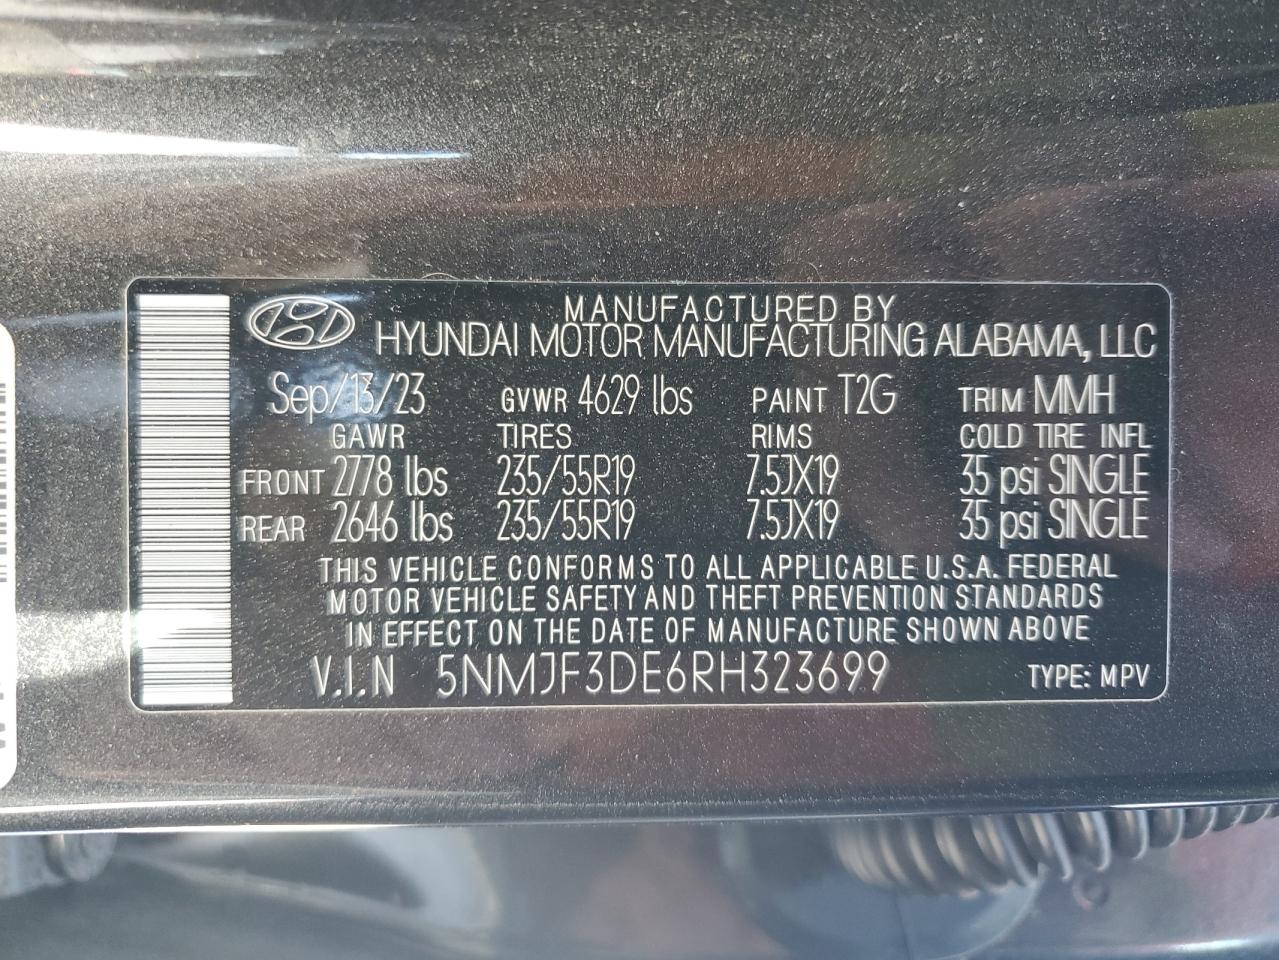 MANUFACTURED BY
HYUNDAI MOTOR MANUFACTURING ALABAMA, LLC
Sep/13/23 GVWR 4629 lbs PAINT T2G TRIM MMH
GAWR TIRES RIMS COLD TIRE INFL
FRONT 2778 lbs 235/55R19 7.5JX19 35 psi SINGLE
REAR 2646 lbs 235/55R19 7.5JX19 35 psi SINGLE
THIS VEHICLE CONFORMS TO ALL APPLICABLE U.S.A. FEDERAL
MOTOR VEHICLE SAFETY AND THEFT PREVENTION STANDARDS
IN EFFECT ON THE DATE OF MANUFACTURE SHOWN ABOVE
V.I.N 5NMJF3DE6RH323699 TYPE: MPV